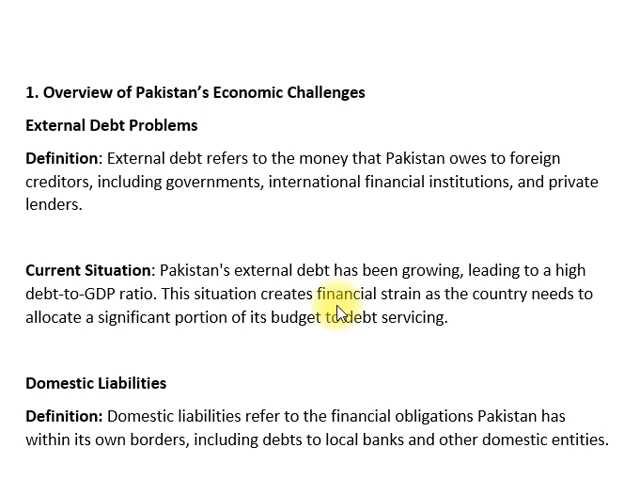 1. Overview of Pakistan’s Economic Challenges
External Debt Problems
Definition: External debt refers to the money that Pakistan owes to foreign
creditors, including governments, international financial institutions, and private
lenders.
Current Situation: Pakistan's external debt has been growing, leading to a high
debt-to-GDP ratio. This situation creates financial strain as the country needs to
allocate a significant portion of its budget to debt servicing.
Domestic Liabilities
Definition: Domestic liabilities refer to the financial obligations Pakistan has
within its own borders, including debts to local banks and other domestic entities.